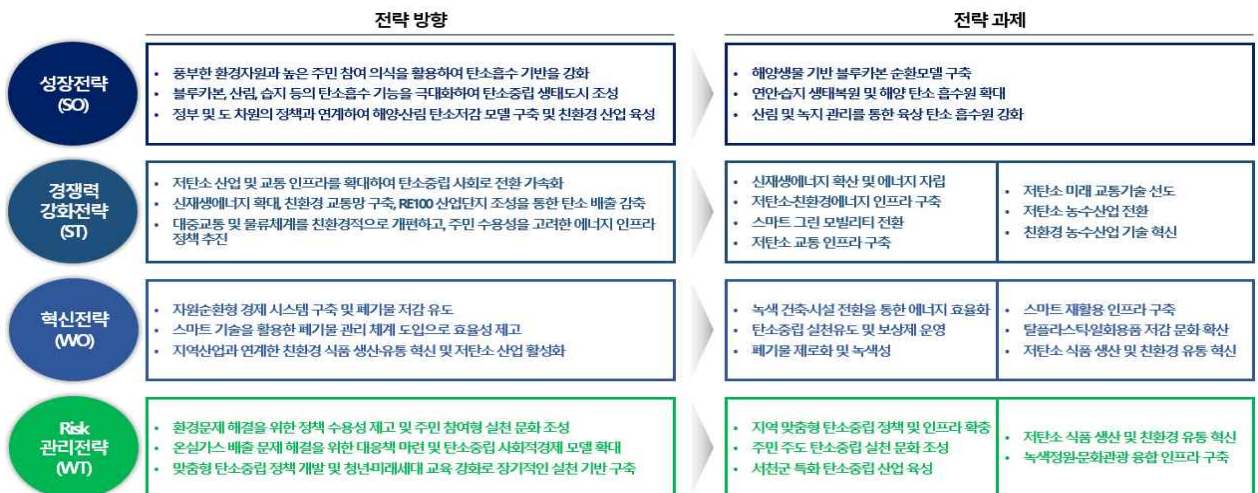 전략 방향
전략 과제
성장전략
(SO)
• 풍부한 환경자원과 높은 주민 참여 의식을 활용하여 탄소흡수 기반을 강화
• 블루카본, 산림, 습지 등의 탄소흡수 기능을 극대화하여 탄소중립 생태도시 조성
• 정부 및 도 차원의 정책과 연계하여 해양·산림 탄소저감 모델 구축 및 친환경 산업 육성
• 해양생물 기반 블루카본 순환모델 구축
• 연안·습지 생태복원 및 해양 탄소 흡수원 확대
• 산림 및 녹지 관리를 통한 육상 탄소 흡수원 강화
경쟁력
강화전략
(ST)
• 저탄소 산업 및 교통 인프라를 확대하여 탄소중립 사회로 전환 가속화
• 신재생에너지 확대, 친환경 교통망 구축, RE100 산업단지 조성을 통한 탄소 배출 감축
• 대중교통 및 물류체계를 친환경적으로 개편하고, 주민 수용성을 고려한 에너지 인프라
정책 추진
• 신재생에너지 확산 및 에너지 자립
• 저탄소·친환경에너지 인프라 구축
• 스마트 그린 모빌리티 전환
• 저탄소 교통 인프라 구축
• 저탄소 미래 교통기술 선도
• 저탄소 농수산업 전환
• 친환경 농수산업 기술 혁신
혁신전략
(WO)
• 자원순환형 경제 시스템 구축 및 폐기물 저감 유도
• 스마트 기술을 활용한 폐기물 관리 체계 도입으로 효율성 제고
• 지역산업과 연계한 친환경 식품 생산·유통 혁신 및 저탄소 산업 활성화
• 녹색 건축·시설 전환을 통한 에너지 효율화
• 탄소중립 실천유도 및 보상제 운영
• 폐기물 제로화 및 녹색성
• 스마트 재활용 인프라 구축
• 탈플라스틱·일회용품 저감 문화 확산
• 저탄소 식품 생산 및 친환경 유통 혁신
Risk
관리전략
(WT)
• 환경문제 해결을 위한 정책 수용성 제고 및 주민 참여형 실천 문화 조성
• 온실가스 배출 문제 해결을 위한 대응책 마련 및 탄소중립 사회적경제 모델 확대
• 맞춤형 탄소중립 정책 개발 및 청년·미래세대 교육 강화로 장기적인 실천 기반 구축
• 지역 맞춤형 탄소중립 정책 및 인프라 확충
• 주민 주도 탄소중립 실천 문화 조성
• 서천군 특화 탄소중립 산업 육성
• 저탄소 식품 생산 및 친환경 유통 혁신
• 녹색정원·문화관광 융합 인프라 구축